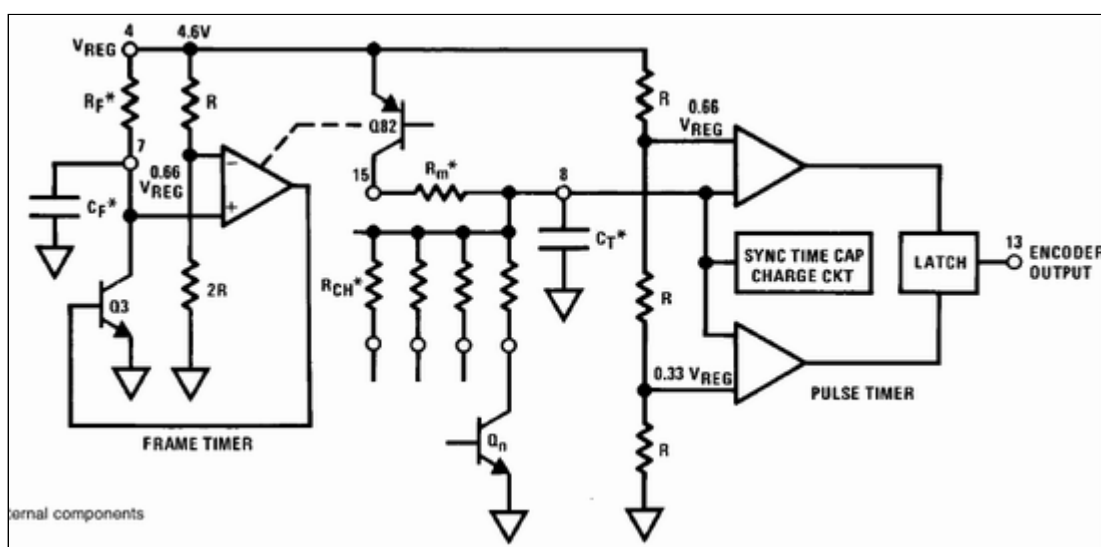 4
4.6V
VREG
RF*
R
Q82
7
0.66
VREG
−
+
CF*
2R
Q3
FRAME TIMER
15
Rm*
8
CT*
RCH*
Qn
R
0.66
VREG
R
0.33 VREG
R
SYNC TIME CAP
CHARGE CKT
LATCH
13
ENCODER
OUTPUT
PULSE TIMER
ternal components